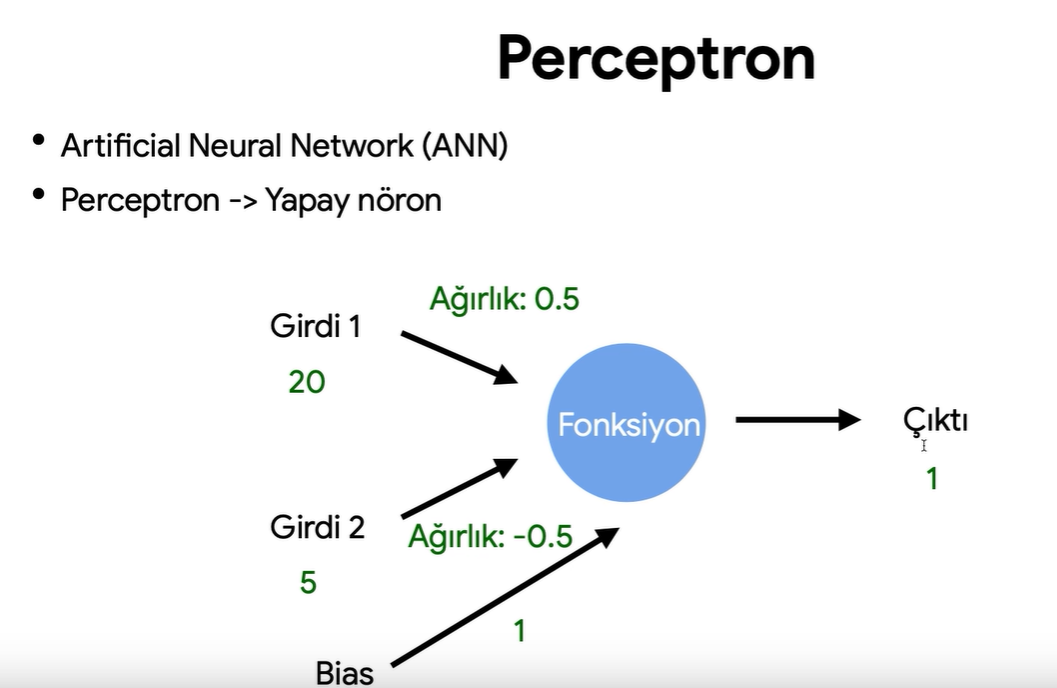 Perceptron
• Artificial Neural Network (ANN)
• Perceptron -> Yapay nöron
Ağırlık: 0.5
Girdi 1
20
Fonksiyon
Çıktı
1
Girdi 2
Ağırlık: -0.5
5
1
Bias